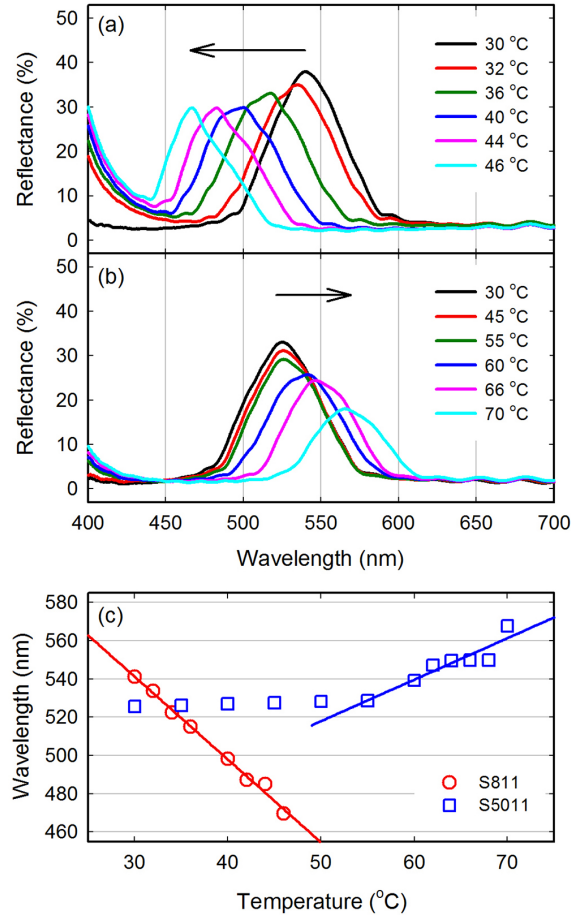 (a)
50
40
30
20
10
0
Reflectance (%)
30 °C
32 °C
36 °C
40 °C
44 °C
46 °C
(b)
50
40
30
20
10
0
Reflectance (%)
30 °C
45 °C
55 °C
60 °C
66 °C
70 °C
400 450 500 550 600 650 700
Wavelength (nm)
(c)
580
560
540
520
500
480
460
Wavelength (nm)
S811
S5011
30 40 50 60 70
Temperature (°C)